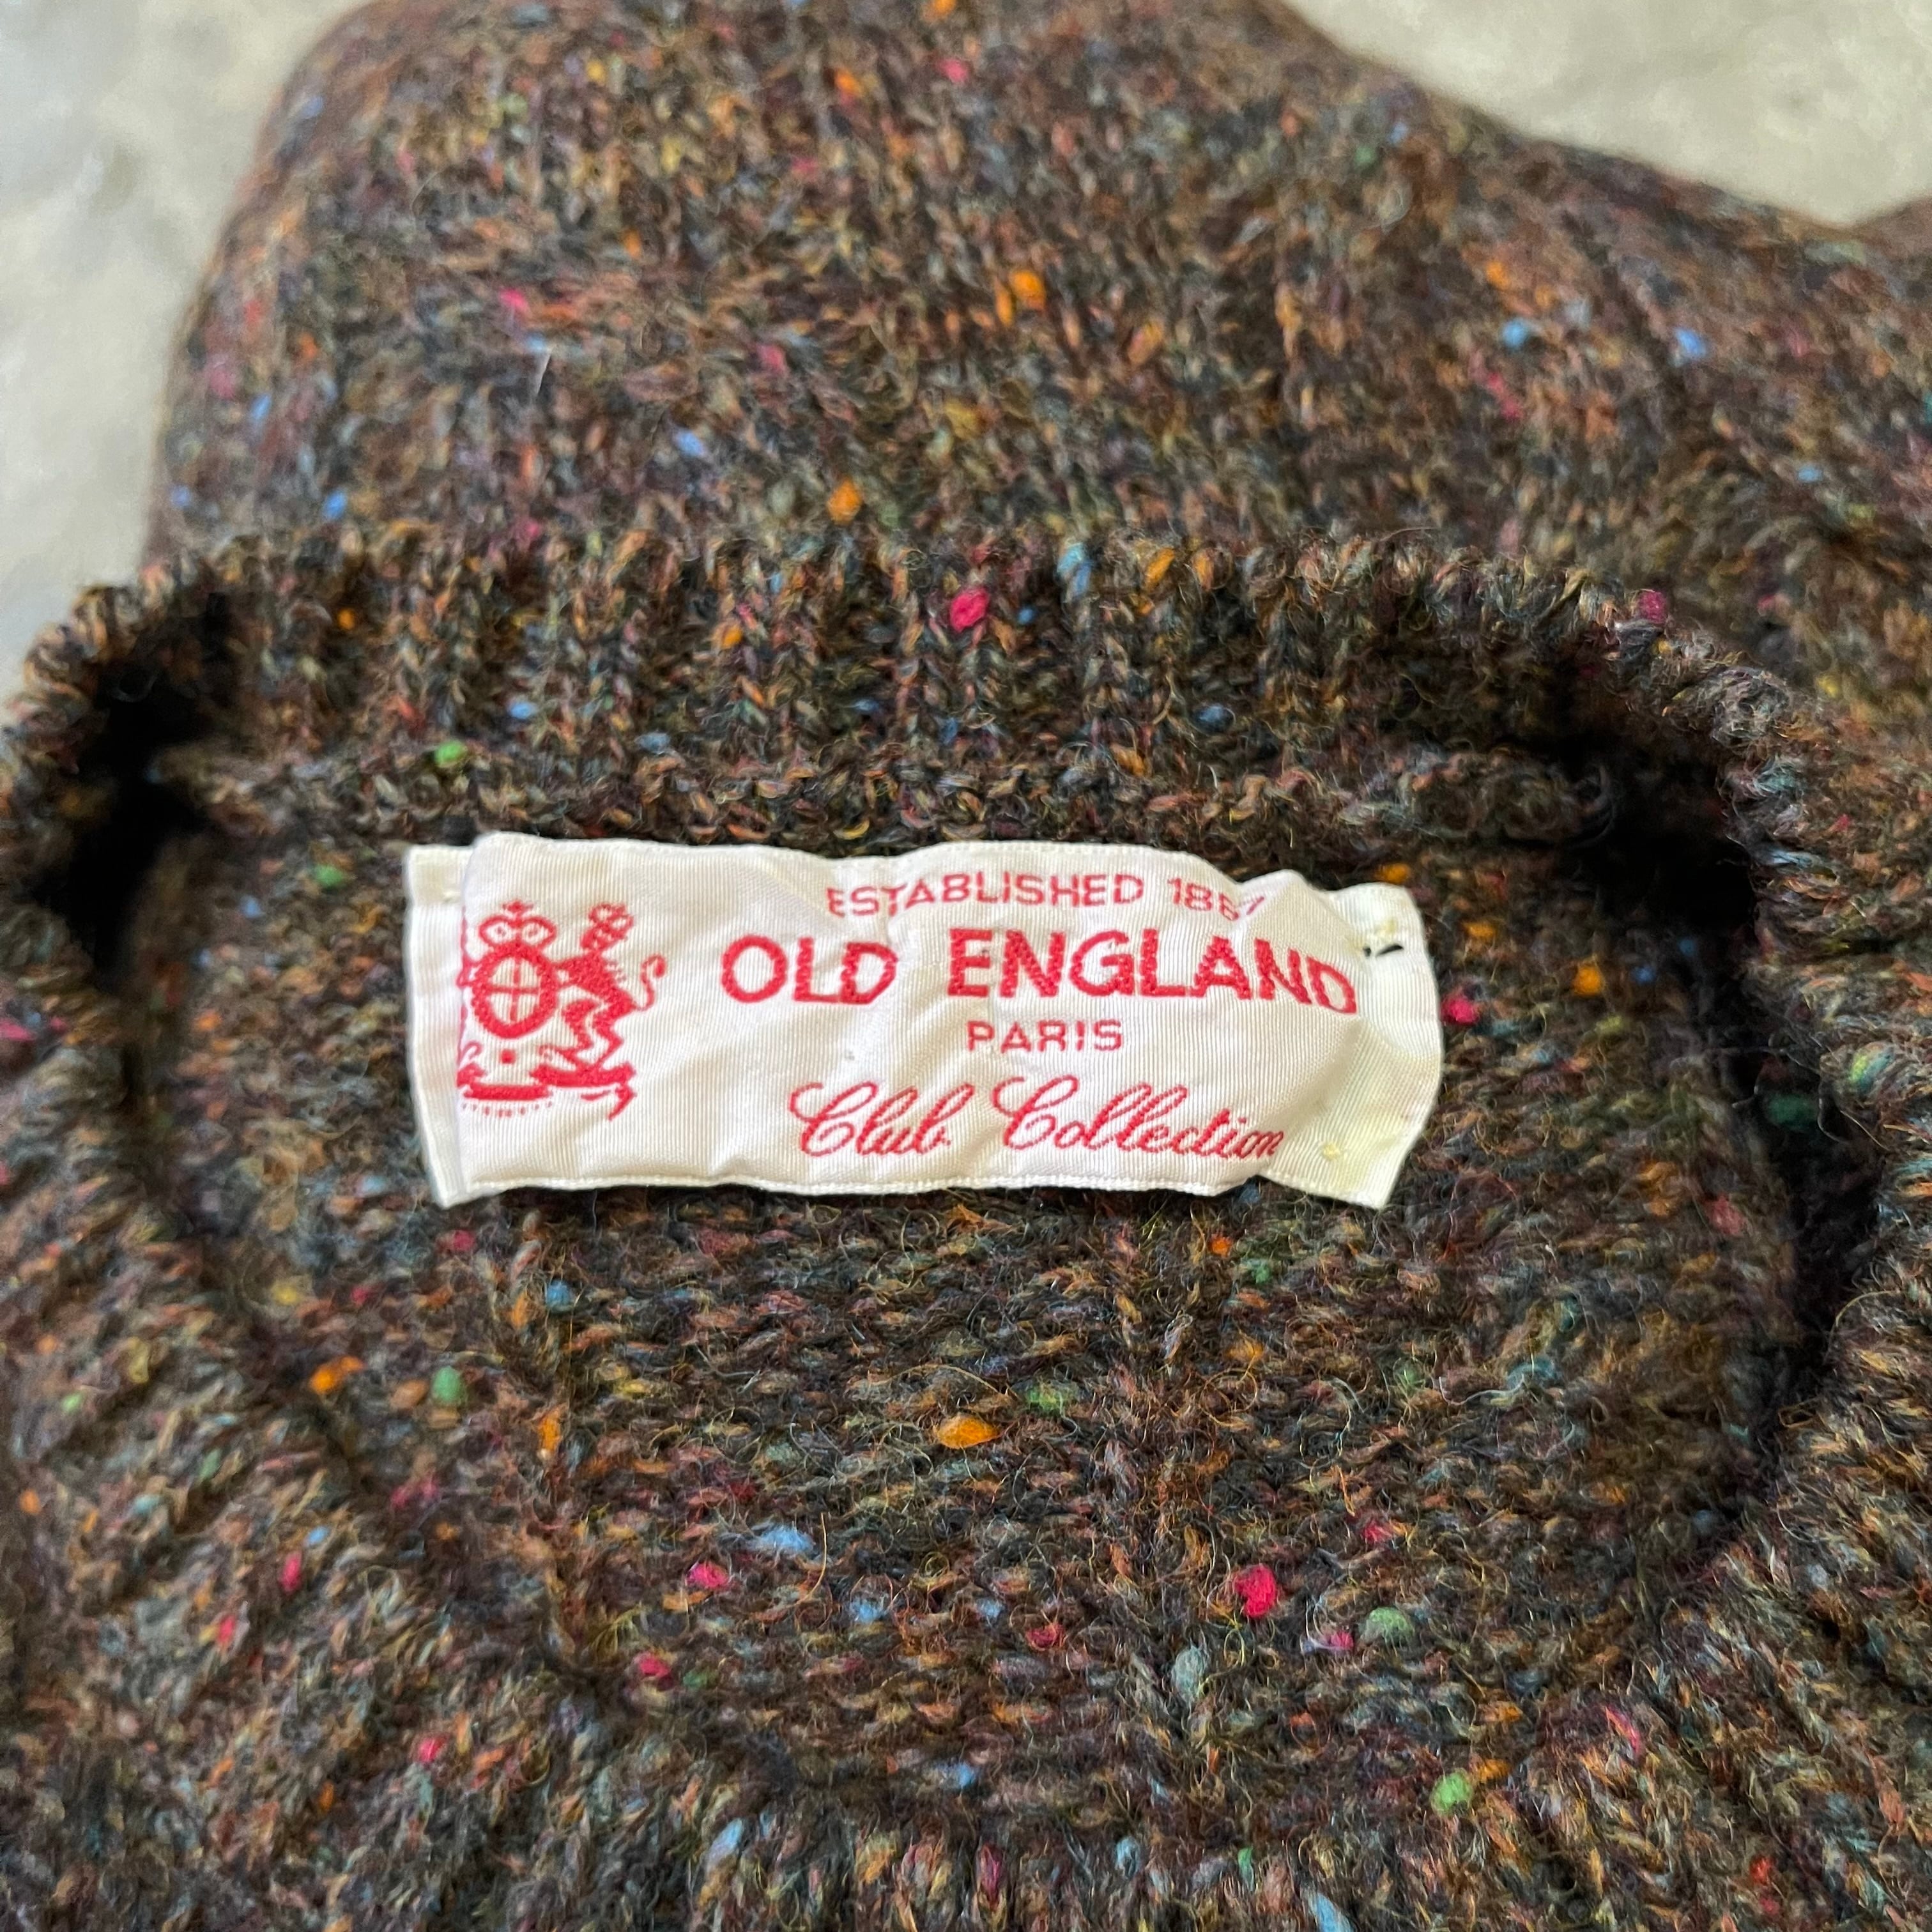 ESTABLISHED 1867
OLD ENGLAND
PARIS
Club Collection